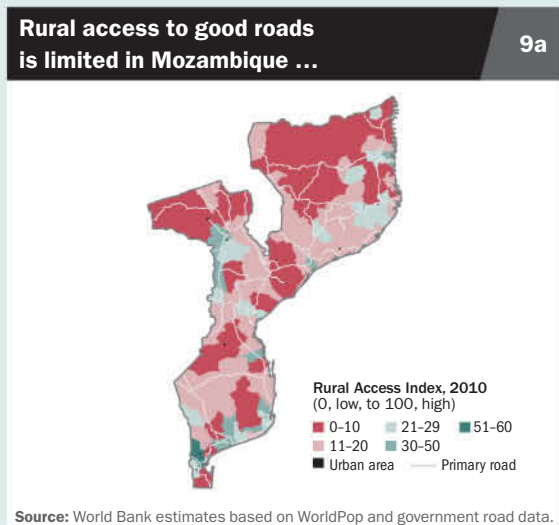 Rural access to good roads
is limited in Mozambique ...
9a
Rural Access Index, 2010
(0, low, to 100, high)
0–10 21–29 51–60
11–20 30–50
Urban area Primary road
Source: World Bank estimates based on WorldPop and government road data.